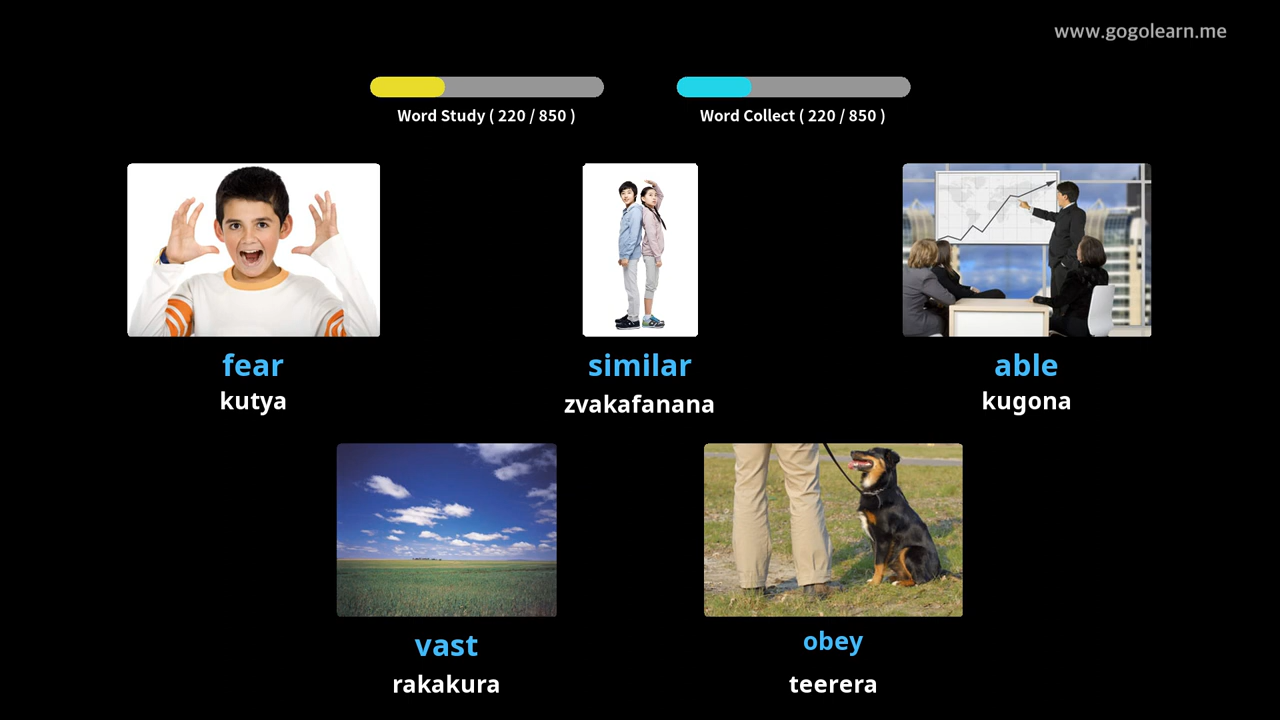 www.gogolearn.me
Word Study ( 220 / 850 )
Word Collect ( 220 / 850 )
fear
kutya
similar
zvakafanana
able
kugona
vast
rakakura
obey
teerera